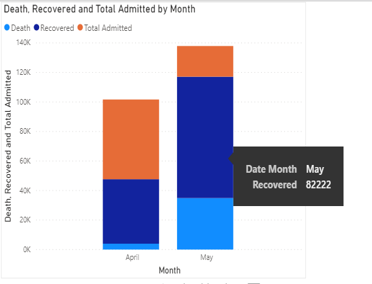 Death, Recovered and Total Admitted by Month
Death Recovered Total Admitted
140K
120K
100K
80K
60K
40K
20K
0K
Death, Recovered and Total Admitted
April May
Month
Date Month May
Recovered 82222